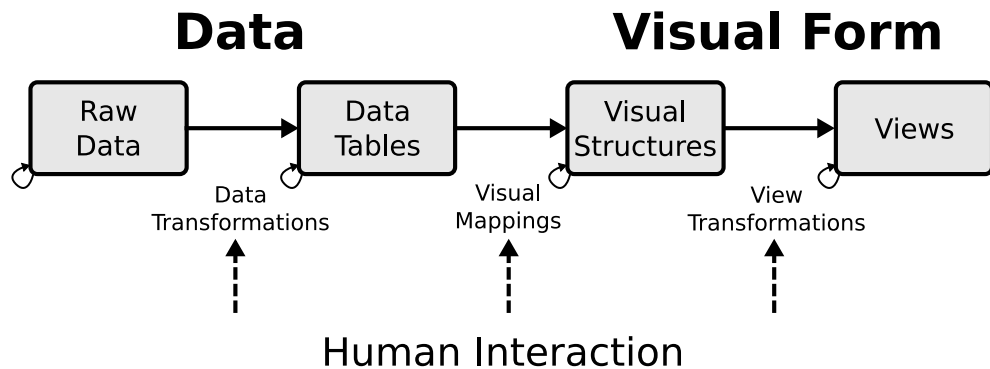 Data
Visual Form
Raw
Data
Data
Tables
Visual
Structures
Views
Data
Transformations
Visual
Mappings
View
Transformations
Human Interaction